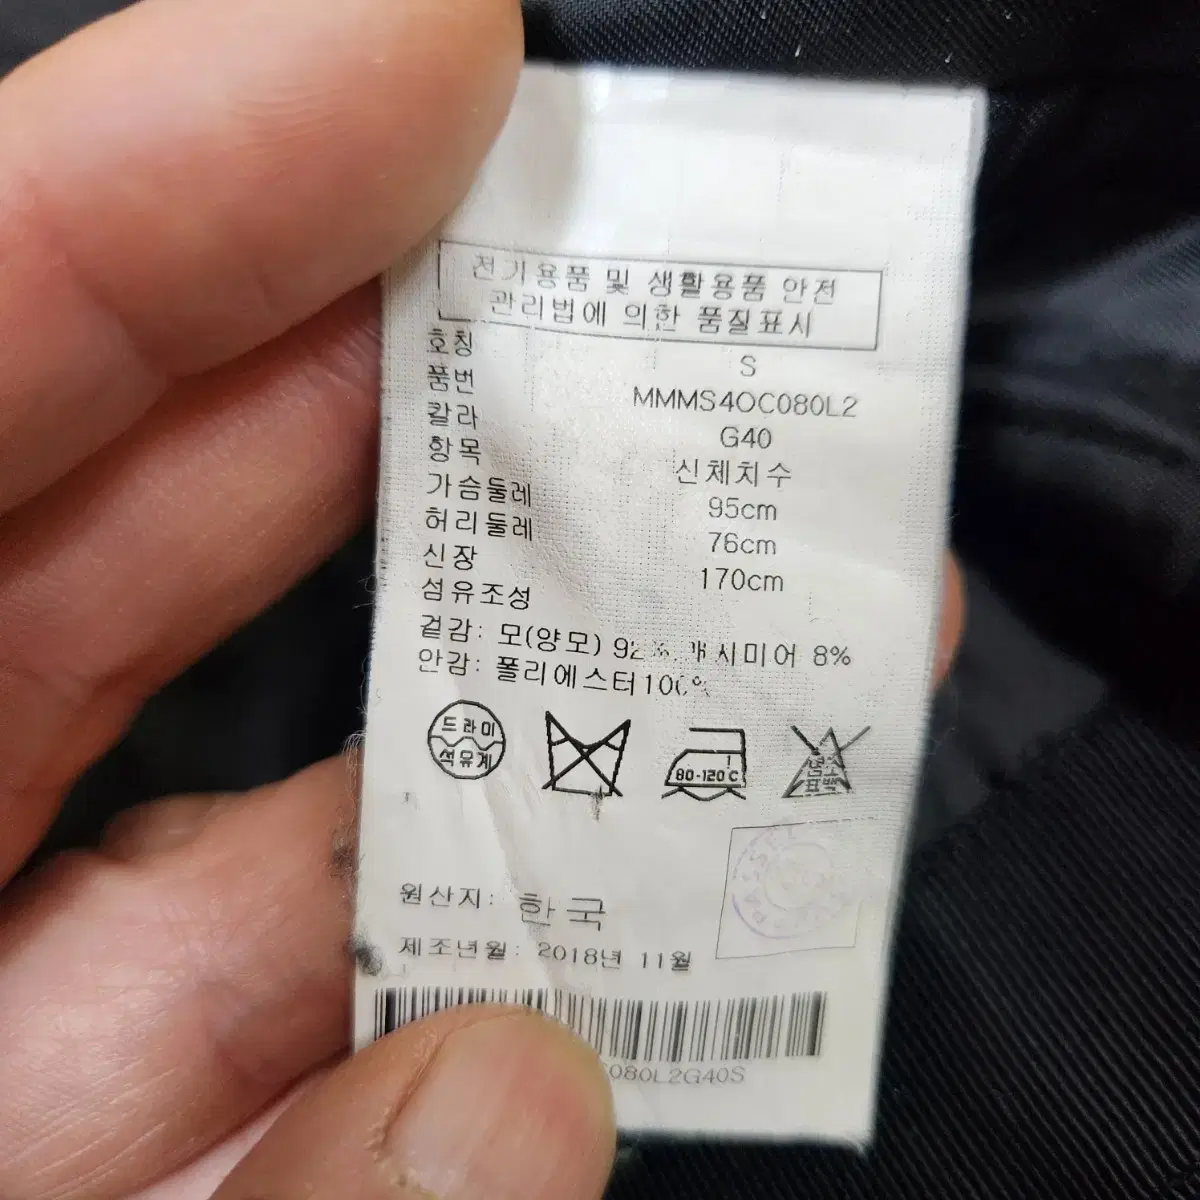 전기용품 및 생활용품 안전
관리법에 의한 품질표시
호칭 S
품번 MMMS4OC080L2
칼라 G40
항목 신체치수
가슴둘레 95cm
허리둘레 76cm
신장 170cm
섬유조성
겉감: 모(양모) 92% 캐시미어 8%
안감: 폴리에스터100%
드라이
석유계
80-120℃
염소
표백
원산지: 한국
제조년월: 2018년 11월
C080L2G40S